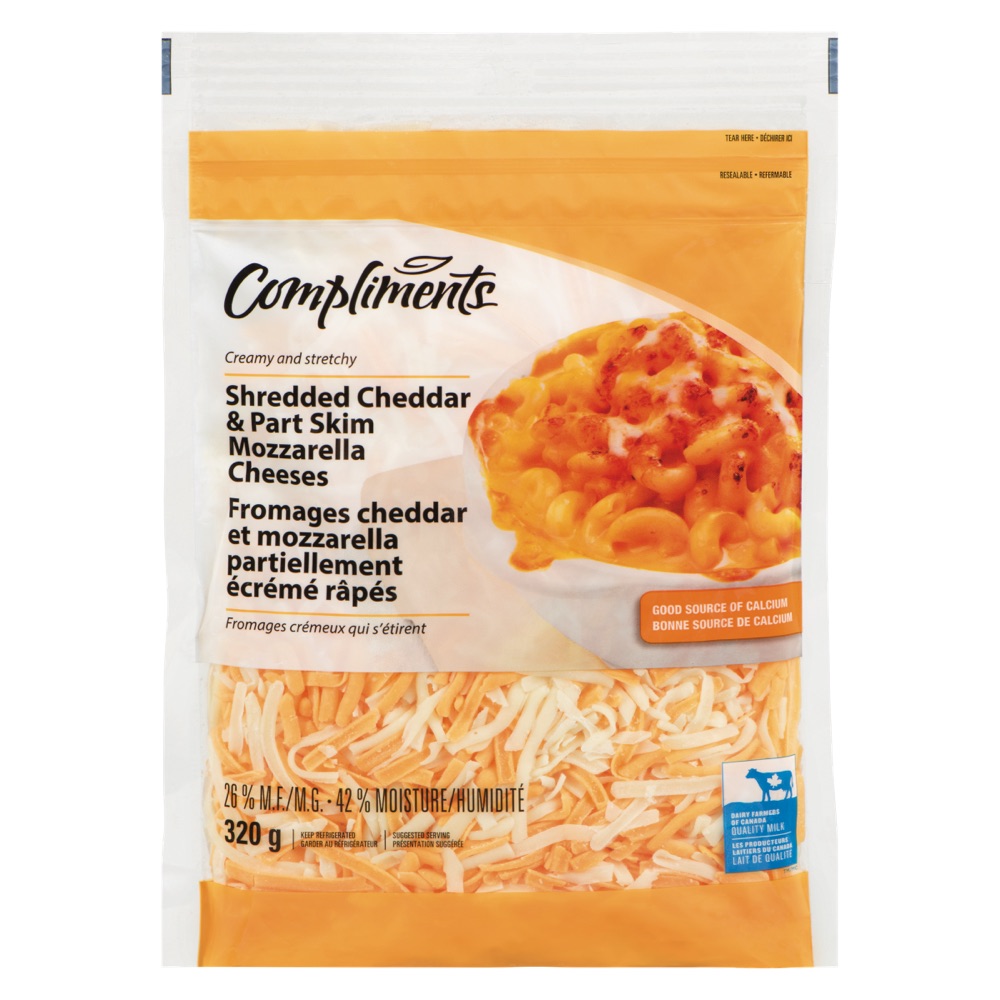 TEAR HERE • DÉCHIRER ICI
RESEALABLE • REFERMABLE
Compliments
Creamy and stretchy
Shredded Cheddar
& Part Skim
Mozzarella
Cheeses
Fromages cheddar
et mozzarella
partiellement
écrémé râpés
Fromages crémeux qui s'étirent
GOOD SOURCE OF CALCIUM
BONNE SOURCE DE CALCIUM
26 % M.F./M.G. • 42 % MOISTURE/HUMIDITÉ
320 g
KEEP REFRIGERATED
GARDER AU RÉFRIGÉRATEUR
SUGGESTED SERVING
PRÉSENTATION SUGGÉRÉE
DAIRY FARMERS
OF CANADA
QUALITY MILK
LES PRODUCTEURS
LAITIERS DU CANADA
LAIT DE QUALITÉ